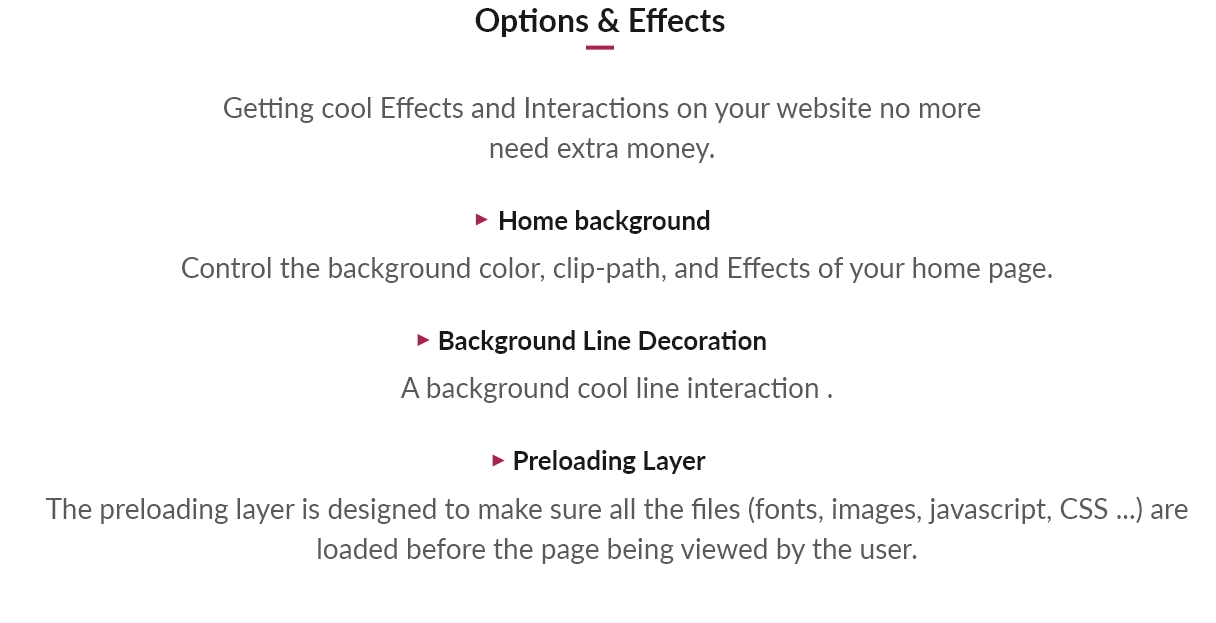 Options & Effects
Getting cool Effects and Interactions on your website no more
need extra money.
Home background
Control the background color, clip-path, and Effects of your home page.
Background Line Decoration
A background cool line interaction .
Preloading Layer
The preloading layer is designed to make sure all the files (fonts, images, javascript, CSS ...) are
loaded before the page being viewed by the user.